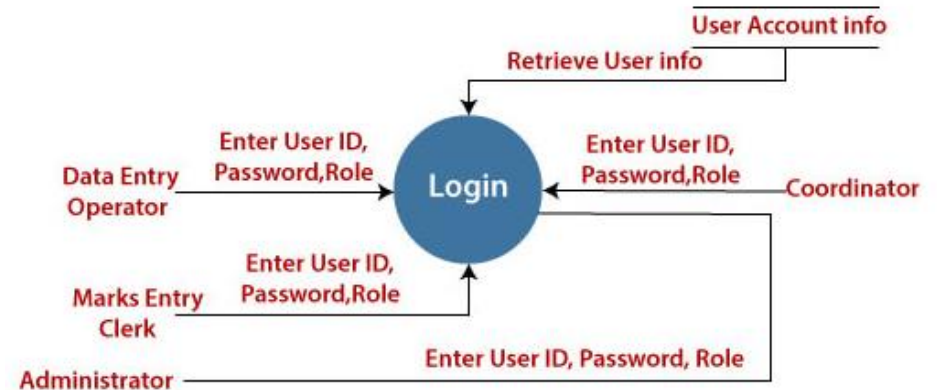 User Account info
Retrieve User info
Enter User ID,
Password,Role
Data Entry
Operator
Login
Enter User ID,
Password,Role
Coordinator
Enter User ID,
Password,Role
Marks Entry
Clerk
Enter User ID, Password, Role
Administrator